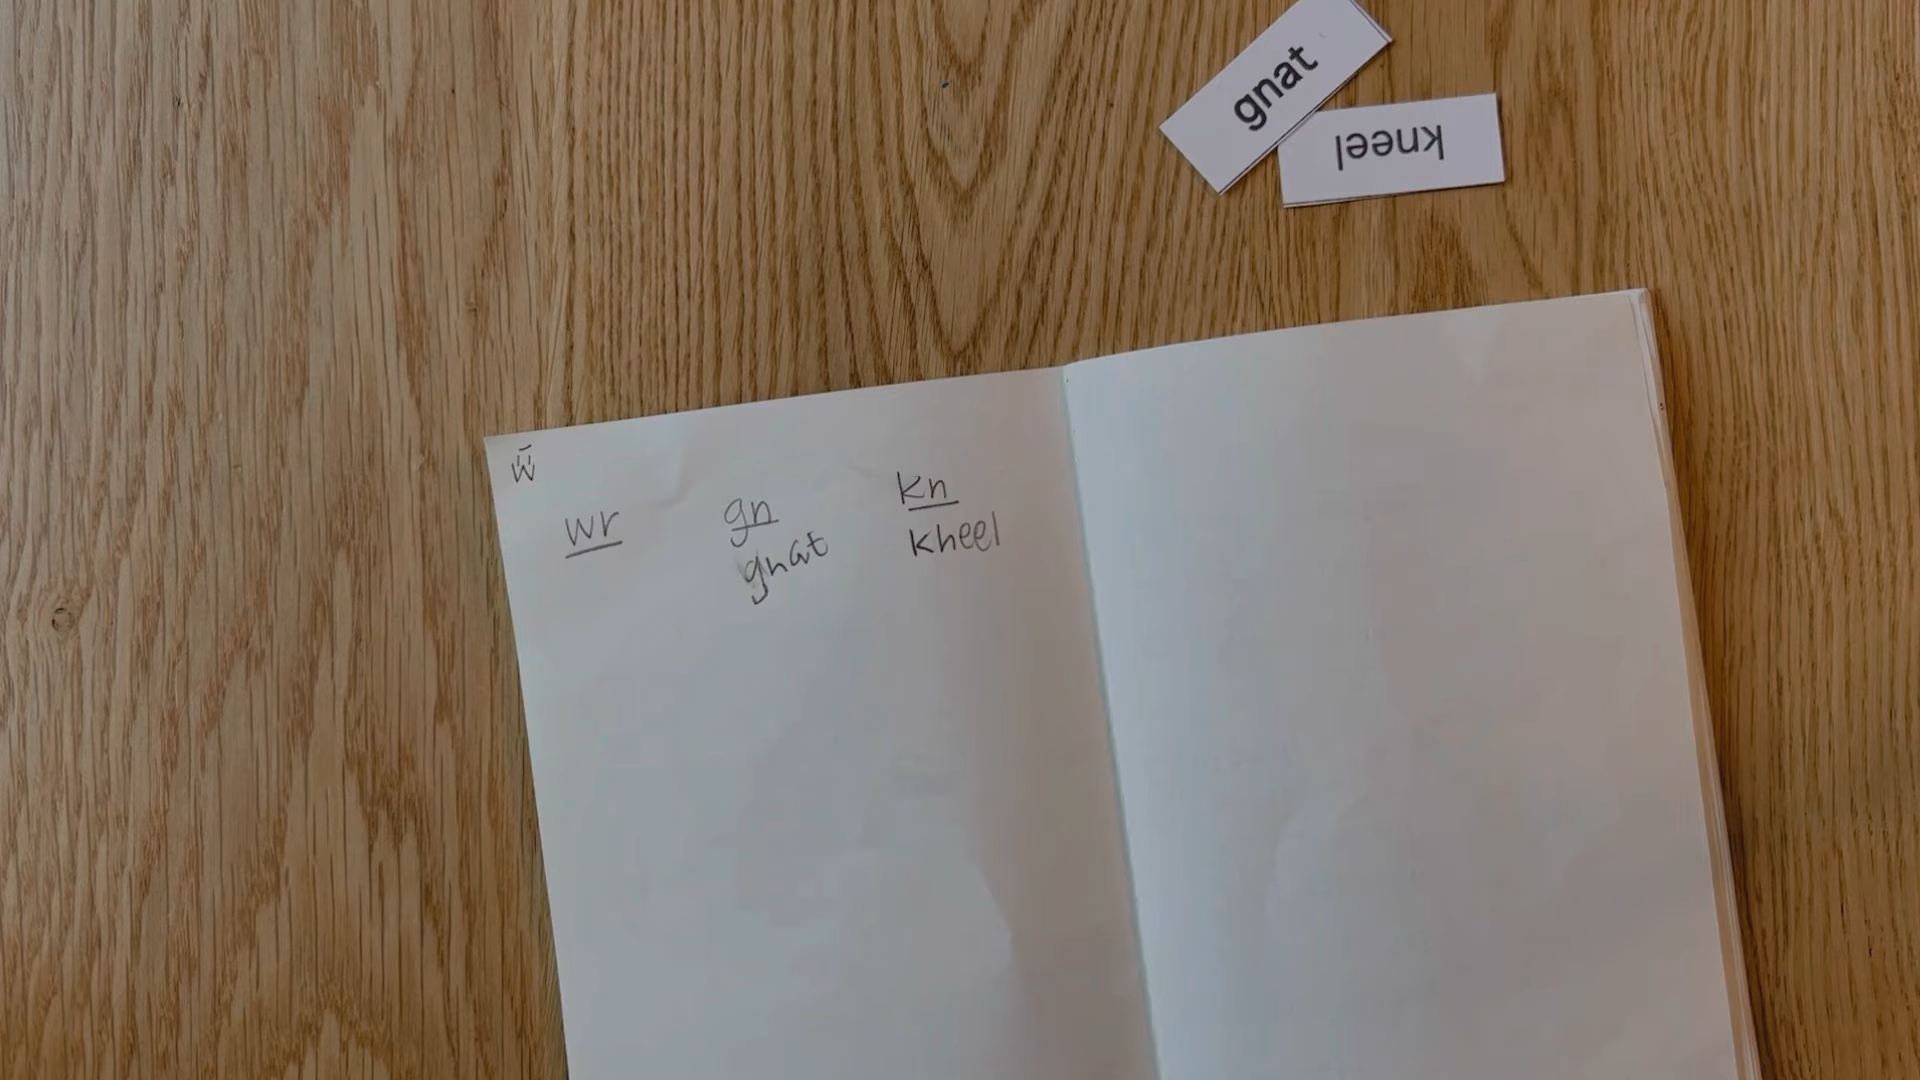 gnat
kneel
ẅ
wr gn kn
gnat kneel